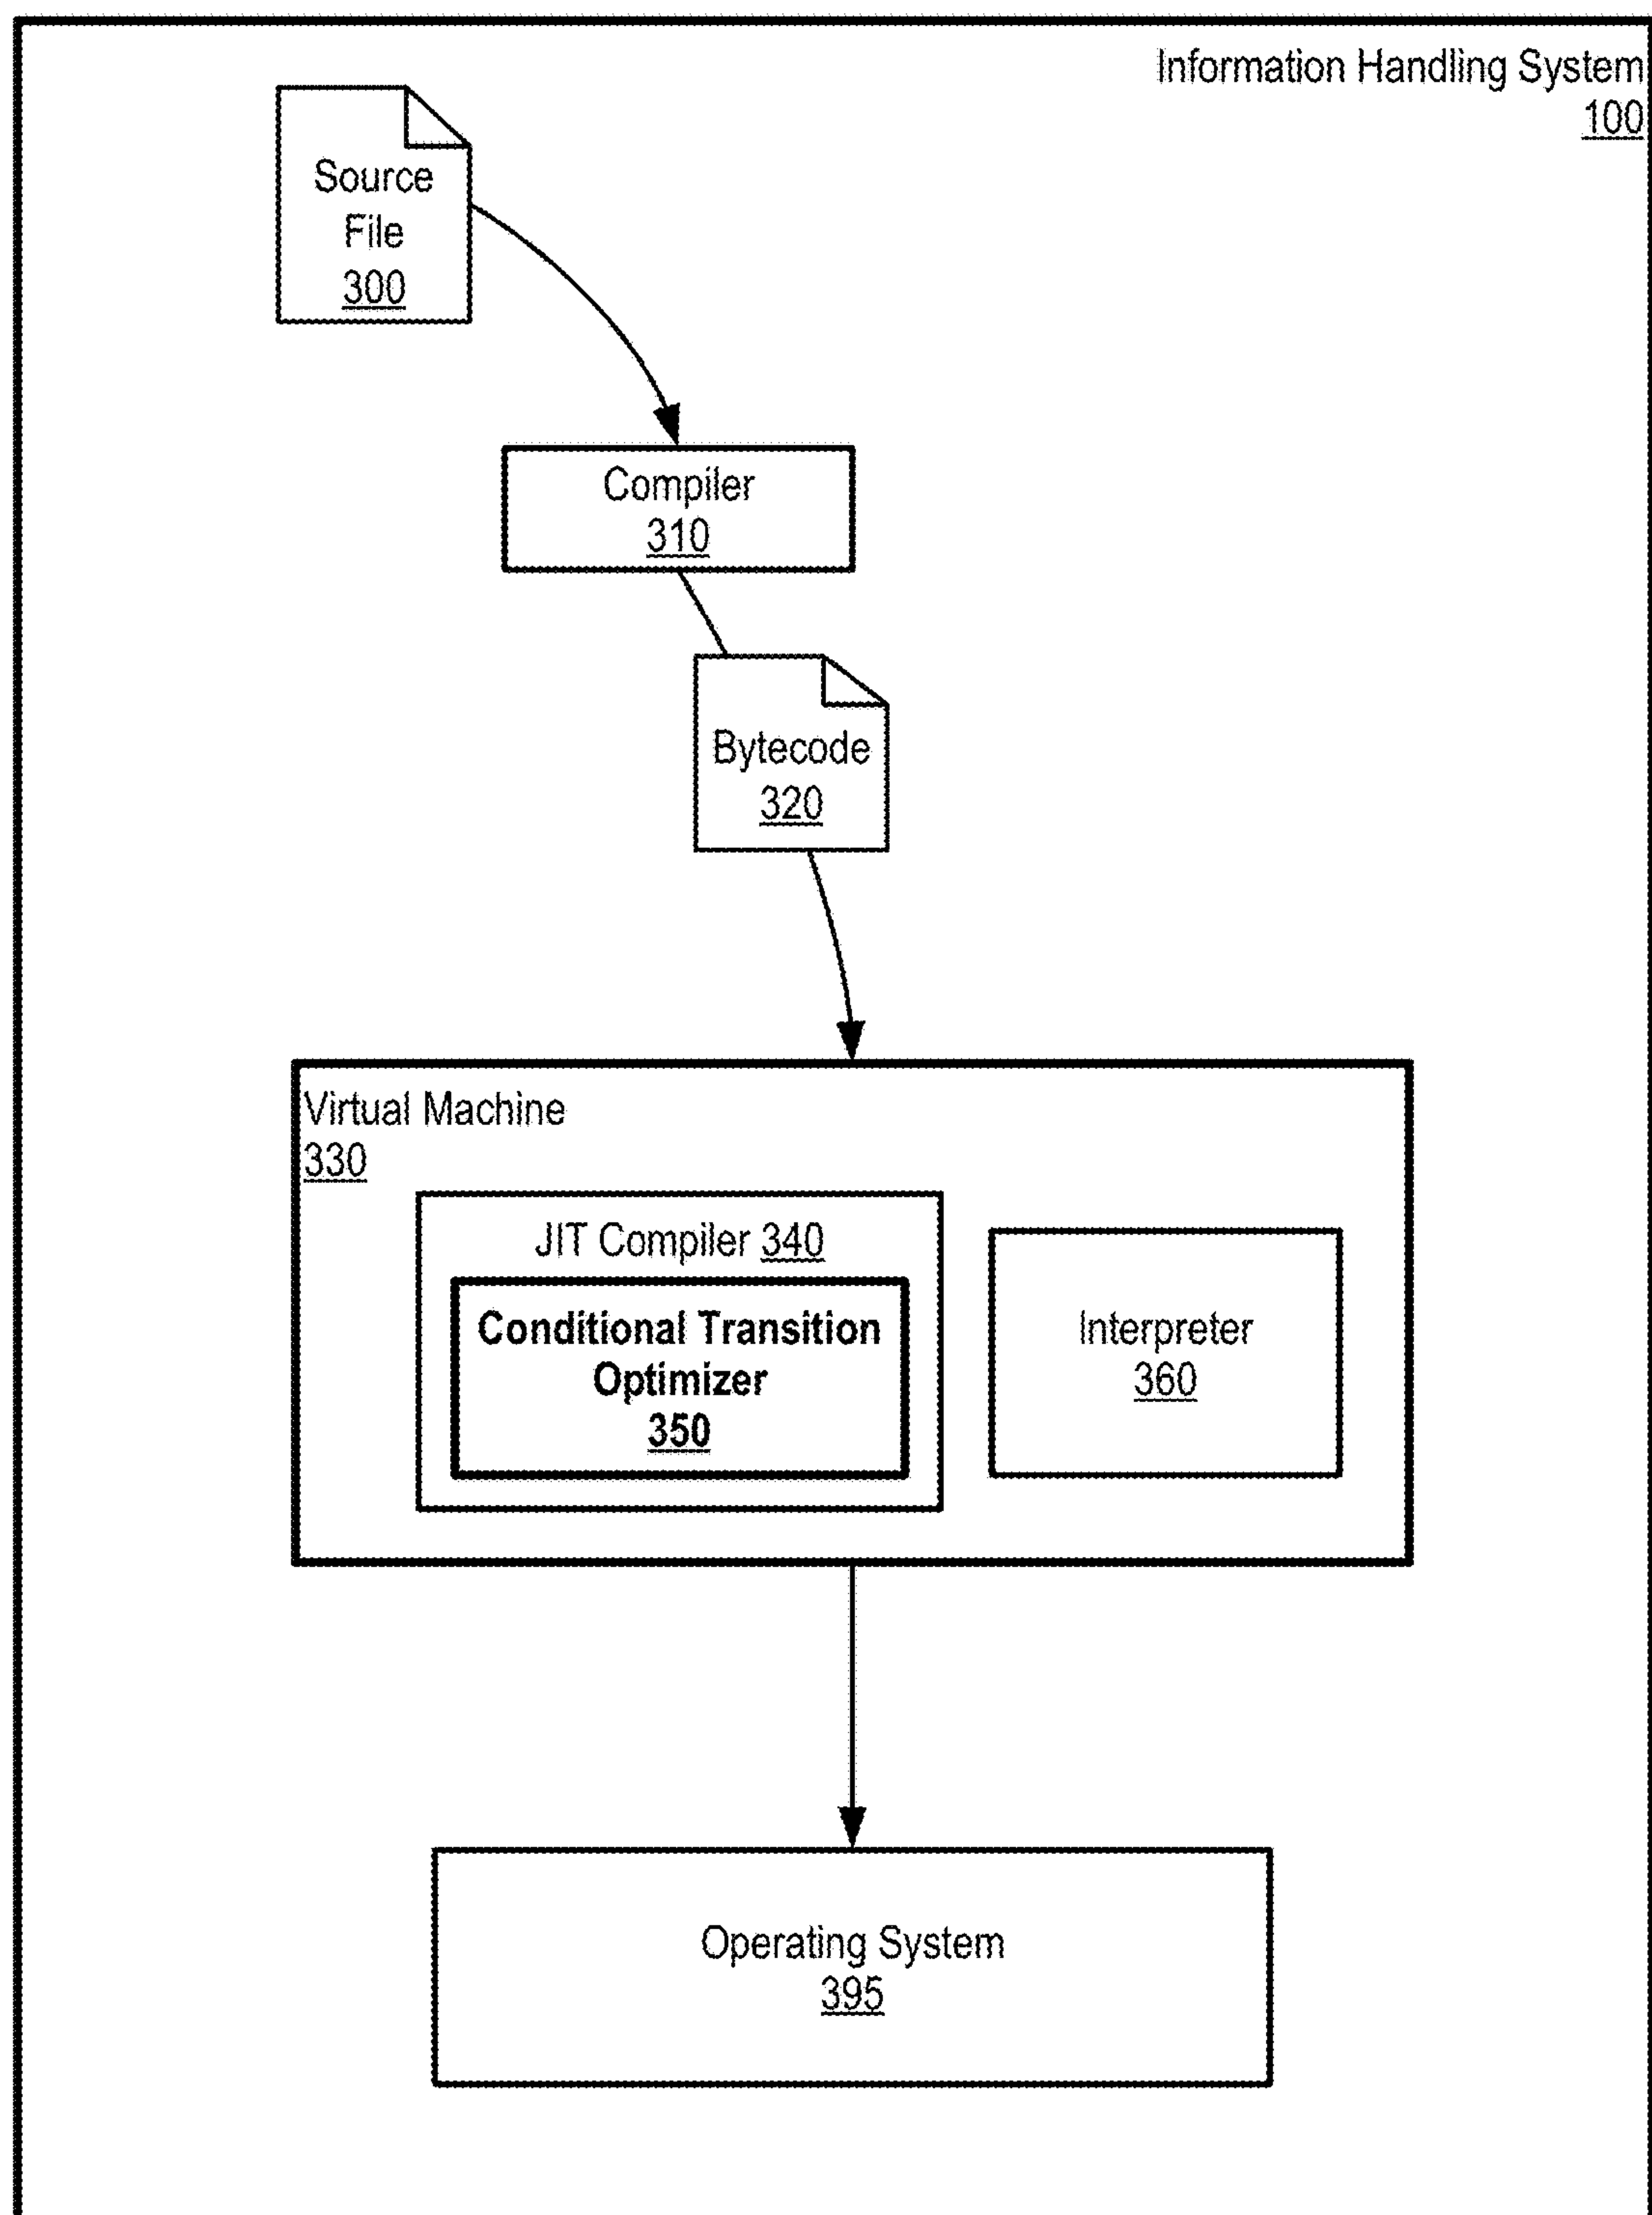 Information Handling System
100
Source
File
300
Compiler
310
Bytecode
320
Virtual Machine
330
JIT Compiler 340
Conditional Transition
Optimizer
350
Interpreter
360
Operating System
395